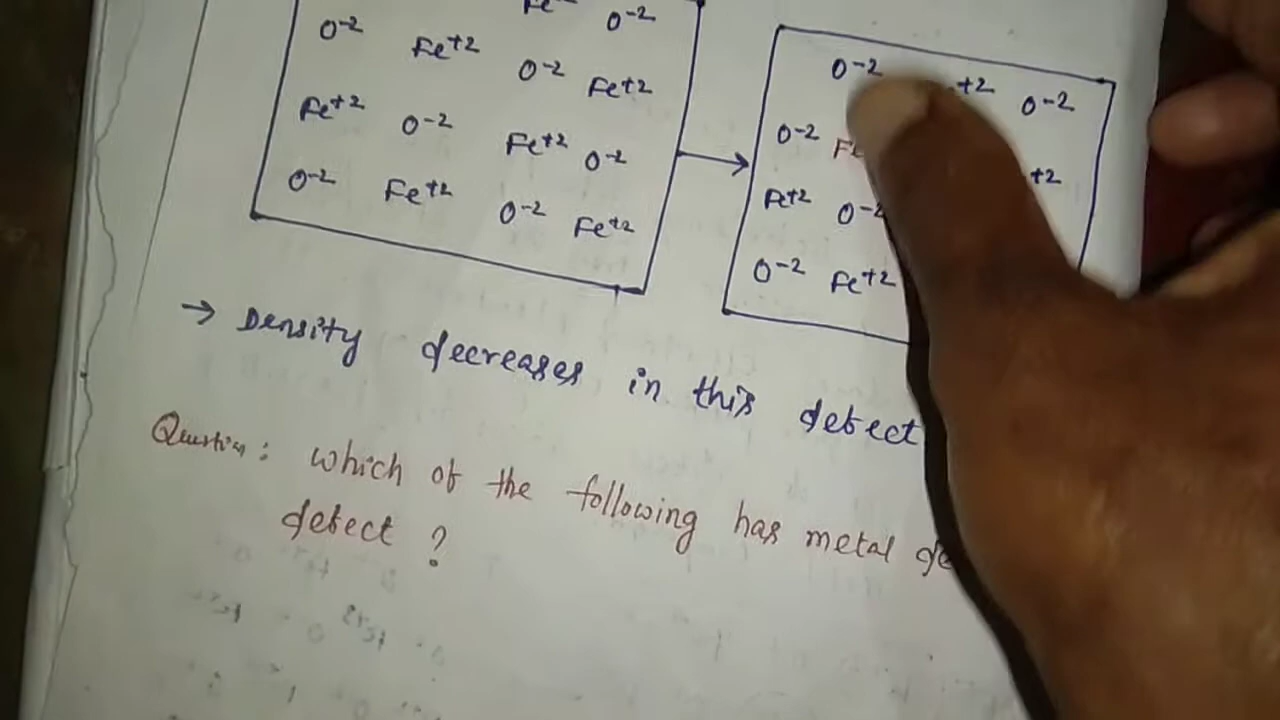 O-2
O-2 Fe+2 O-2 Fe+2
Fe+2 O-2 Fe+2 O-2
O-2 Fe+2 O-2 Fe+2
O-2 +2 O-2
O-2 +2
Fe+2 O-2
O-2 Fe+2
→ Density decreases in this defect
Question: which of the following has metal
defect ?